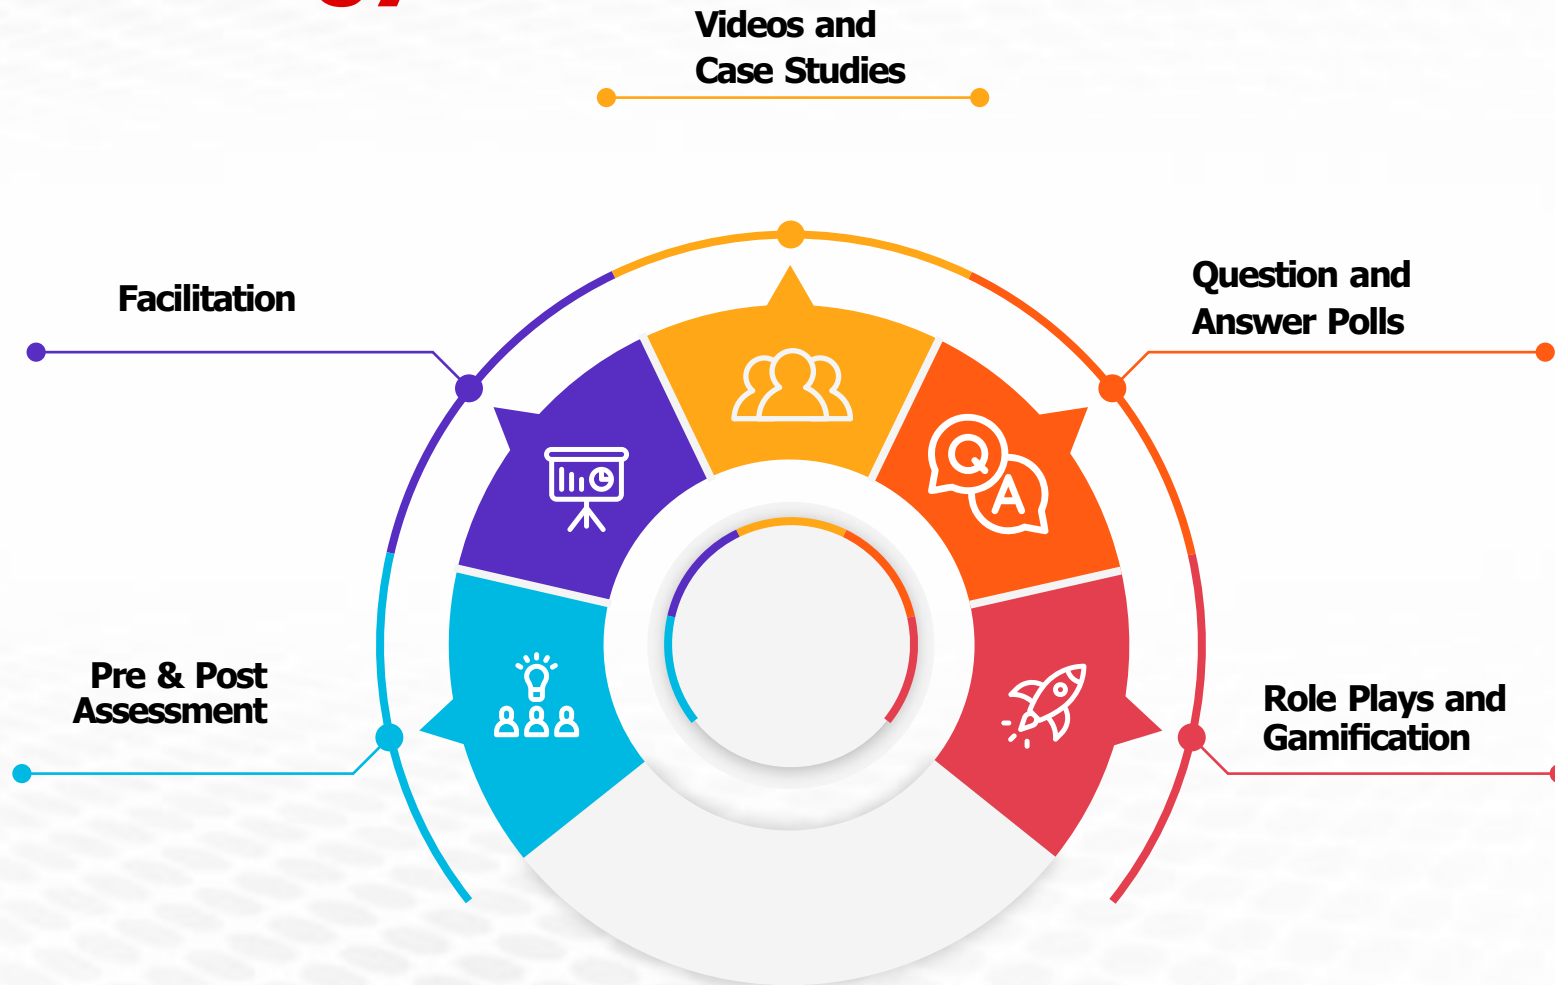 Videos and
Case Studies
Facilitation
Question and
Answer Polls
Q
A
Pre & Post
Assessment
Role Plays and
Gamification